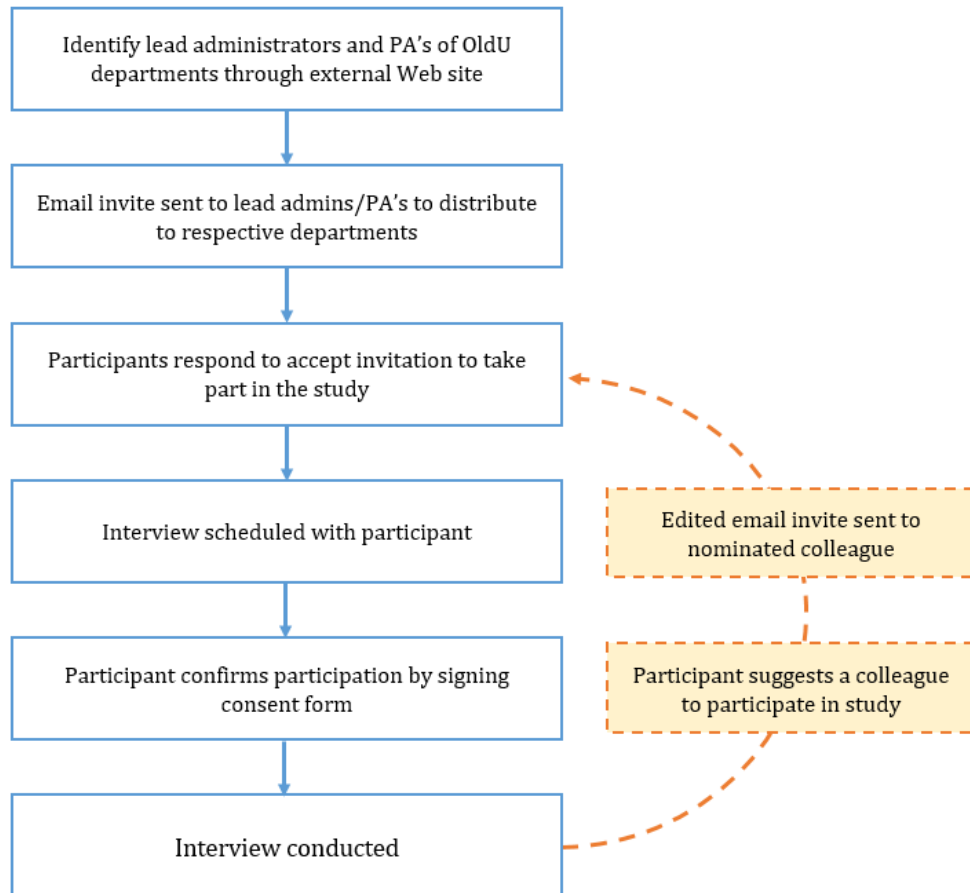 Identify lead administrators and PA's of OldU
departments through external Web site
Email invite sent to lead admins/PA's to distribute
to respective departments
Participants respond to accept invitation to take
part in the study
Interview scheduled with participant
Participant confirms participation by signing
consent form
Interview conducted
Participant suggests a colleague
to participate in study
Edited email invite sent to
nominated colleague